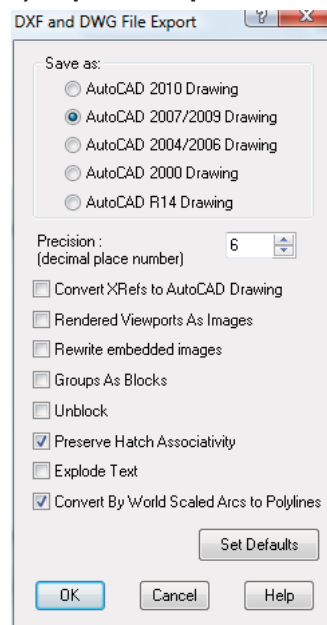 DXF and DWG File Export
Save as:
AutoCAD 2010 Drawing
AutoCAD 2007/2009 Drawing
AutoCAD 2004/2006 Drawing
AutoCAD 2000 Drawing
AutoCAD R14 Drawing
Precision : 6
(decimal place number)
Convert XRefs to AutoCAD Drawing
Rendered Viewports As Images
Rewrite embedded images
Groups As Blocks
Unblock
Preserve Hatch Associativity
Explode Text
Convert By World Scaled Arcs to Polylines
Set Defaults
OK Cancel Help